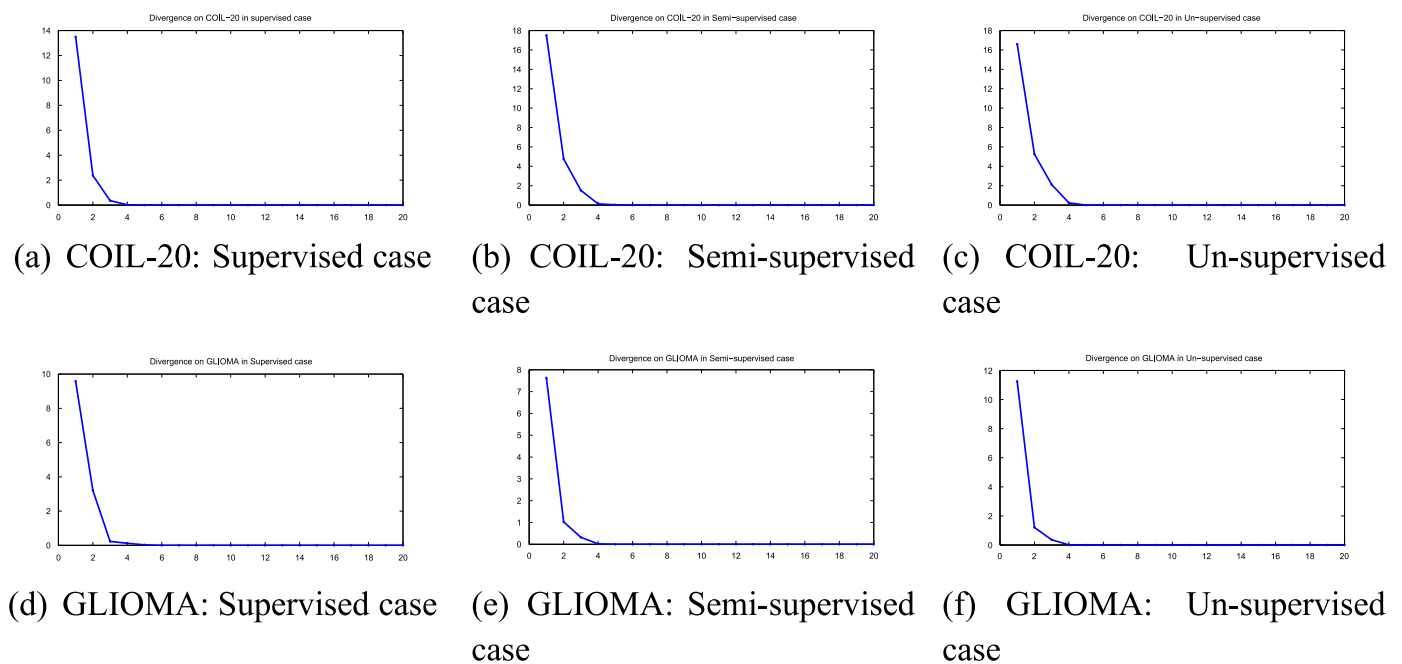 Divergence on COIL−20 in supervised case
14
12
10
8
6
4
2
0
0 2 4 6 8 10 12 14 16 18 20
(a) COIL-20: Supervised case
Divergence on COIL−20 in Semi−supervised case
18
16
14
12
10
8
6
4
2
0
0 2 4 6 8 10 12 14 16 18 20
(b) COIL-20: Semi-supervised
case
Divergence on COIL−20 in Un−supervised case
18
16
14
12
10
8
6
4
2
0
0 2 4 6 8 10 12 14 16 18 20
(c) COIL-20: Un-supervised
case
Divergence on GLIOMA in Supervised case
10
8
6
4
2
0
0 2 4 6 8 10 12 14 16 18 20
(d) GLIOMA: Supervised case
Divergence on GLIOMA in Semi−supervised case
8
7
6
5
4
3
2
1
0
0 2 4 6 8 10 12 14 16 18 20
(e) GLIOMA: Semi-supervised
case
Divergence on GLIOMA in Un−supervised case
12
10
8
6
4
2
0
0 2 4 6 8 10 12 14 16 18 20
(f) GLIOMA: Un-supervised
case